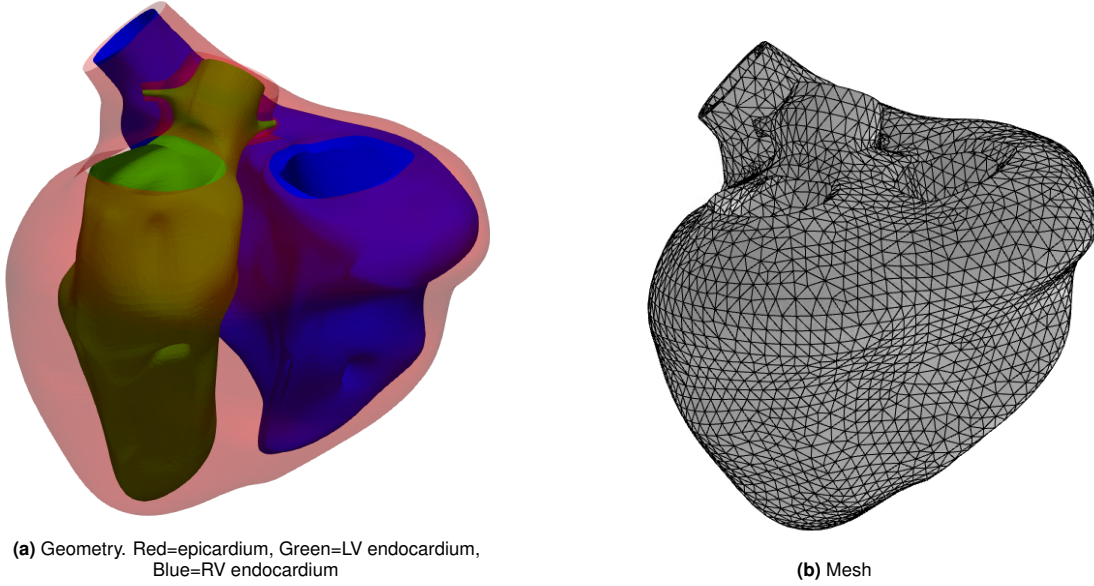 (a) Geometry. Red=epicardium, Green=LV endocardium,
Blue=RV endocardium
(b) Mesh